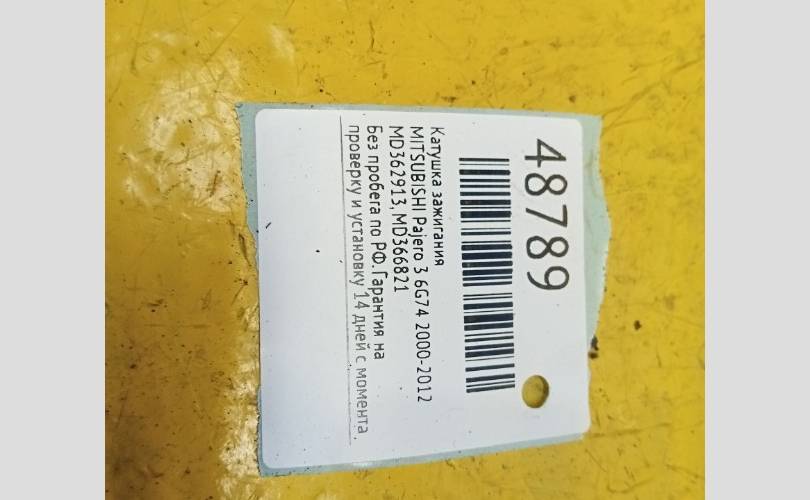 48789
Катушка зажигания
MITSUBISHI Pajero 3 6G74 2000-2012
MD362913, MD366821
Без пробега по РФ. Гарантия на
проверку и установку 14 дней с момента.